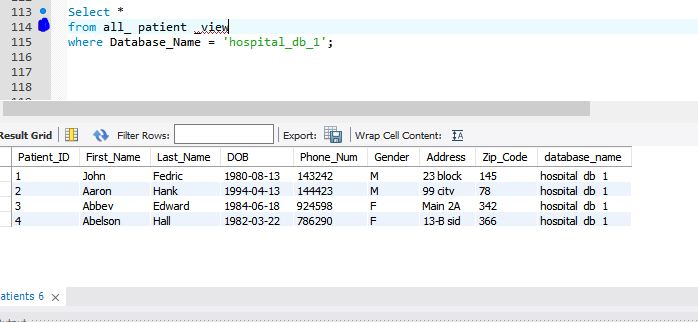 113 Select *
114 from all_ patient _view
115 where Database_Name = 'hospital_db_1';
116
117
118
Result Grid Filter Rows: Export: Wrap Cell Content:
Patient_ID First_Name Last_Name DOB Phone_Num Gender Address Zip_Code database_name
1 John Fedric 1980-08-13 143242 M 23 block 145 hospital_db_1
2 Aaron Hank 1994-04-13 144423 M 99 city 78 hospital_db_1
3 Abbey Edward 1984-06-18 924598 F Main 2A 342 hospital_db_1
4 Abelson Hall 1982-03-22 786290 F 13-B sid 366 hospital_db_1
atients 6